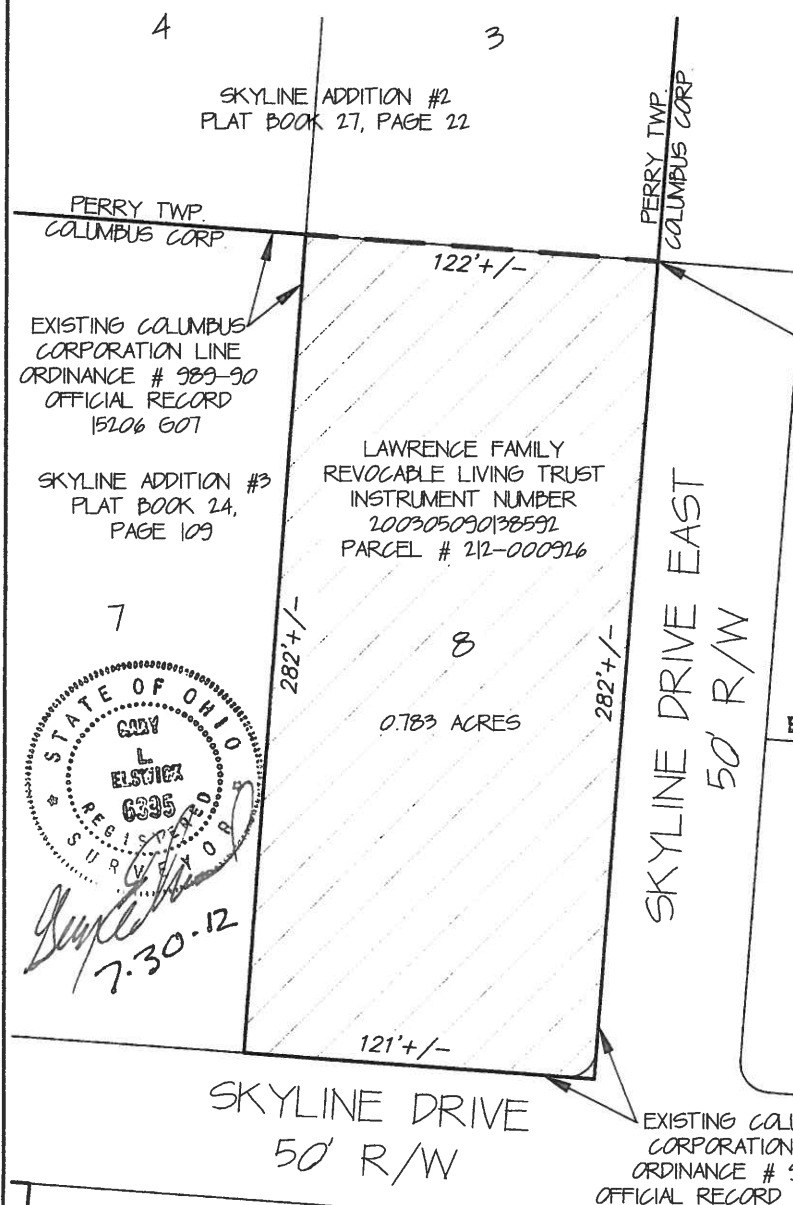 4
3
SKYLINE ADDITION #2
PLAT BOOK 27, PAGE 22
PERRY TWP.
COLUMBUS CORP.
PERRY TWP.
COLUMBUS CORP.
122'+/-
EXISTING COLUMBUS
CORPORATION LINE
ORDINANCE # 989-90
OFFICIAL RECORD
15206 G07
SKYLINE ADDITION #3
PLAT BOOK 24,
PAGE 109
LAWRENCE FAMILY
REVOCABLE LIVING TRUST
INSTRUMENT NUMBER
200305090138592
PARCEL # 212-000926
7
8
282'+/-
282'+/-
0.783 ACRES
SKYLINE DRIVE EAST
50' R/W
STATE OF OHIO
GARY
L.
ELSWICK
6395
REGISTERED
SURVEYOR
7-30-12
121'+/-
SKYLINE DRIVE
50' R/W
EXISTING
CORPORATION
ORDINANCE #
OFFICIAL RECORD